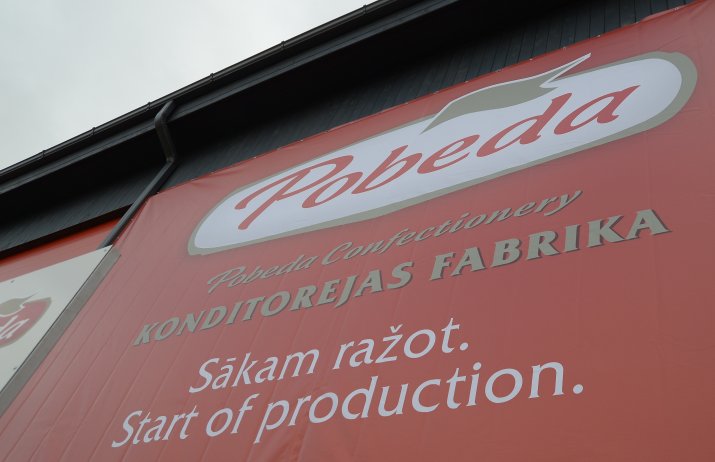 Pobeda
Pobeda Confectionery
KONDITOREJAS FABRIKA
Sākam ražot.
Start of production.